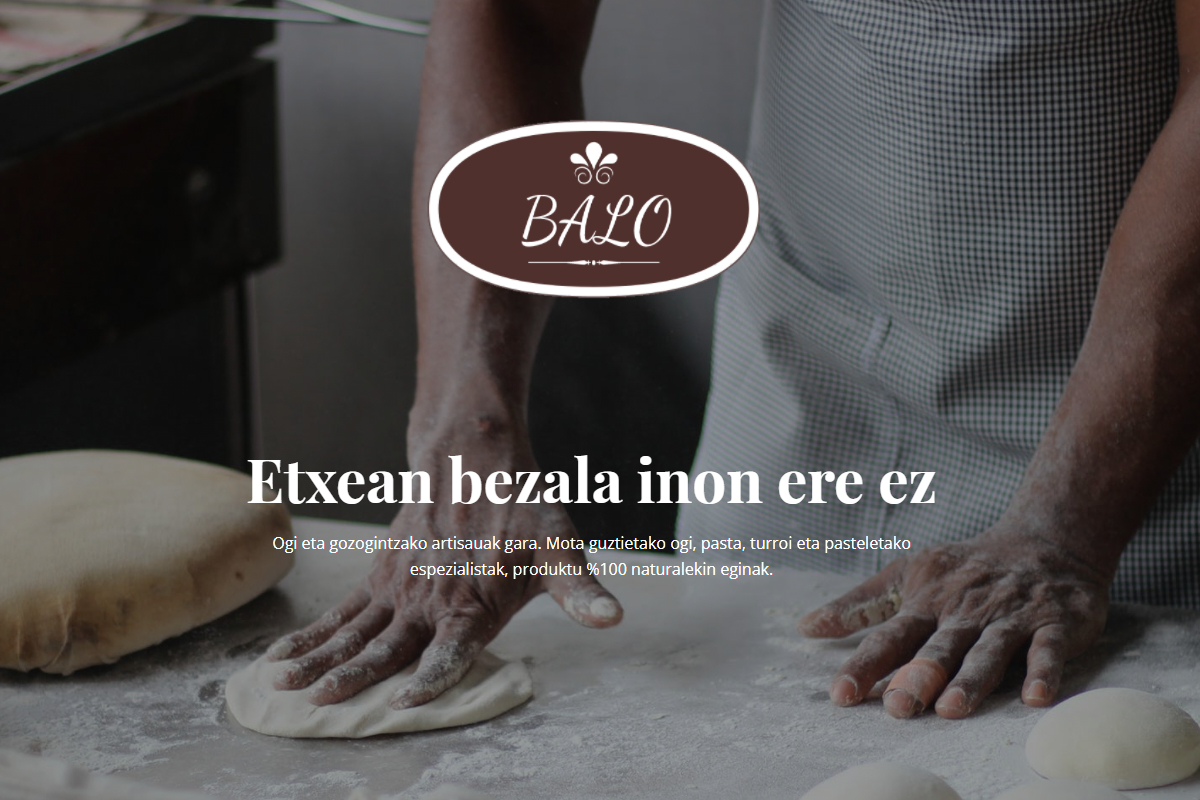 BALO
Etxean bezala inon ere ez
Ogi eta gozogintzako artisauak gara. Mota guztietako ogi, pasta, turroi eta pasteletako
espezialistak, produktu %100 naturalekin eginak.